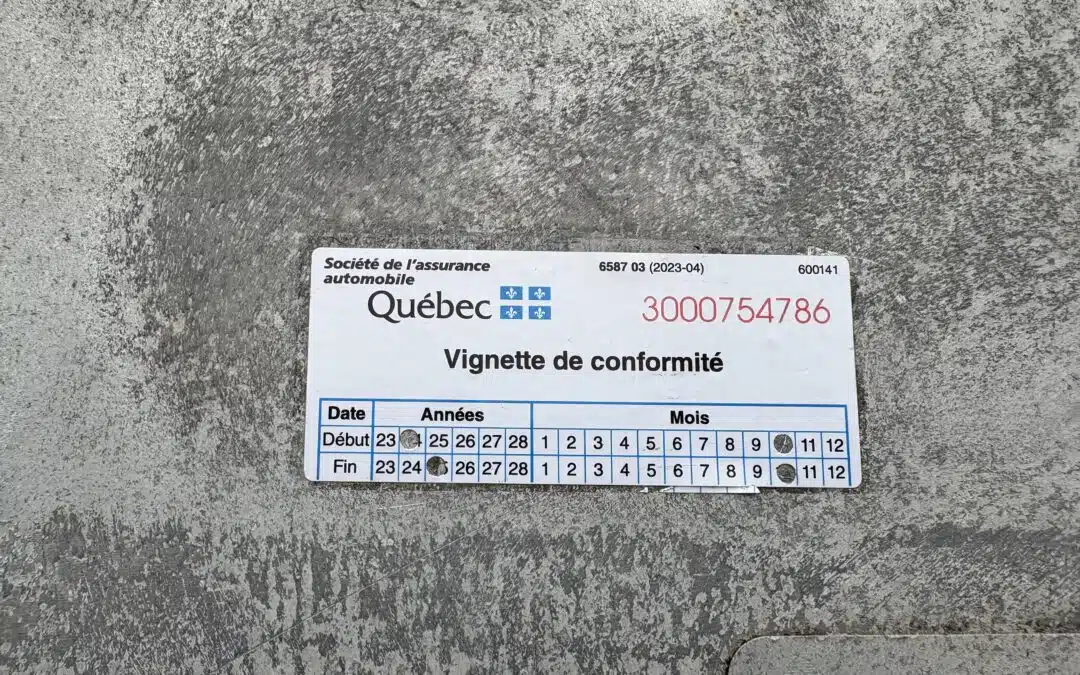 Société de l'assurance
automobile
Québec
6587 03 (2023-04)
600141
3000754786
Vignette de conformité
Date Années Mois
Début 23 25 26 27 28 1 2 3 4 5 6 7 8 9 11 12
Fin 23 24 26 27 28 1 2 3 4 5 6 7 8 9 11 12